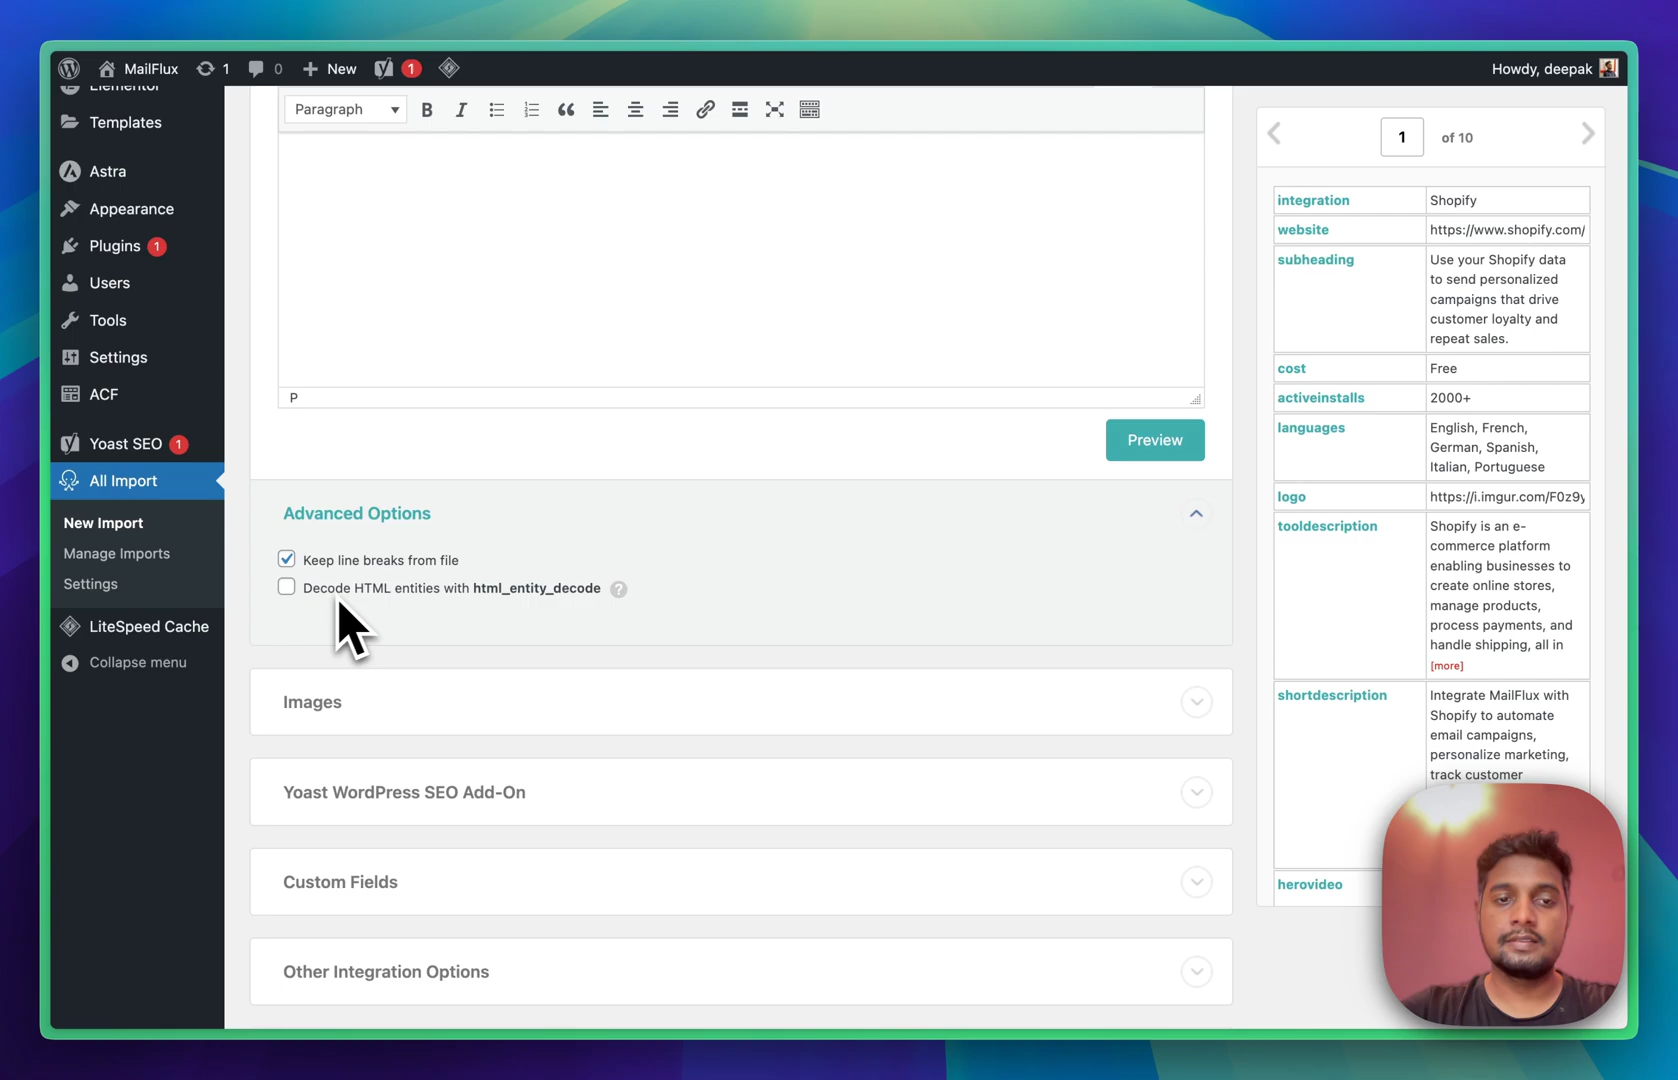 MailFlux 1 0 New 1 Howdy, deepak
Elementor
Templates
Astra
Appearance
Plugins 1
Users
Tools
Settings
ACF
Yoast SEO 1
All Import
New Import
Manage Imports
Settings
LiteSpeed Cache
Collapse menu
Paragraph B I
P
Preview
Advanced Options
Keep line breaks from file
Decode HTML entities with html_entity_decode ?
Images
Yoast WordPress SEO Add-On
Custom Fields
Other Integration Options
1 of 10
integration Shopify
website https://www.shopify.com/
subheading Use your Shopify data
to send personalized
campaigns that drive
customer loyalty and
repeat sales.
cost Free
activeinstalls 2000+
languages English, French,
German, Spanish,
Italian, Portuguese
logo https://i.imgur.com/F0z9y
tooldescription Shopify is an e-
commerce platform
enabling businesses to
create online stores,
manage products,
process payments, and
handle shipping, all in
[more]
shortdescription Integrate MailFlux with
Shopify to automate
email campaigns,
personalize marketing,
track customer
herovideo